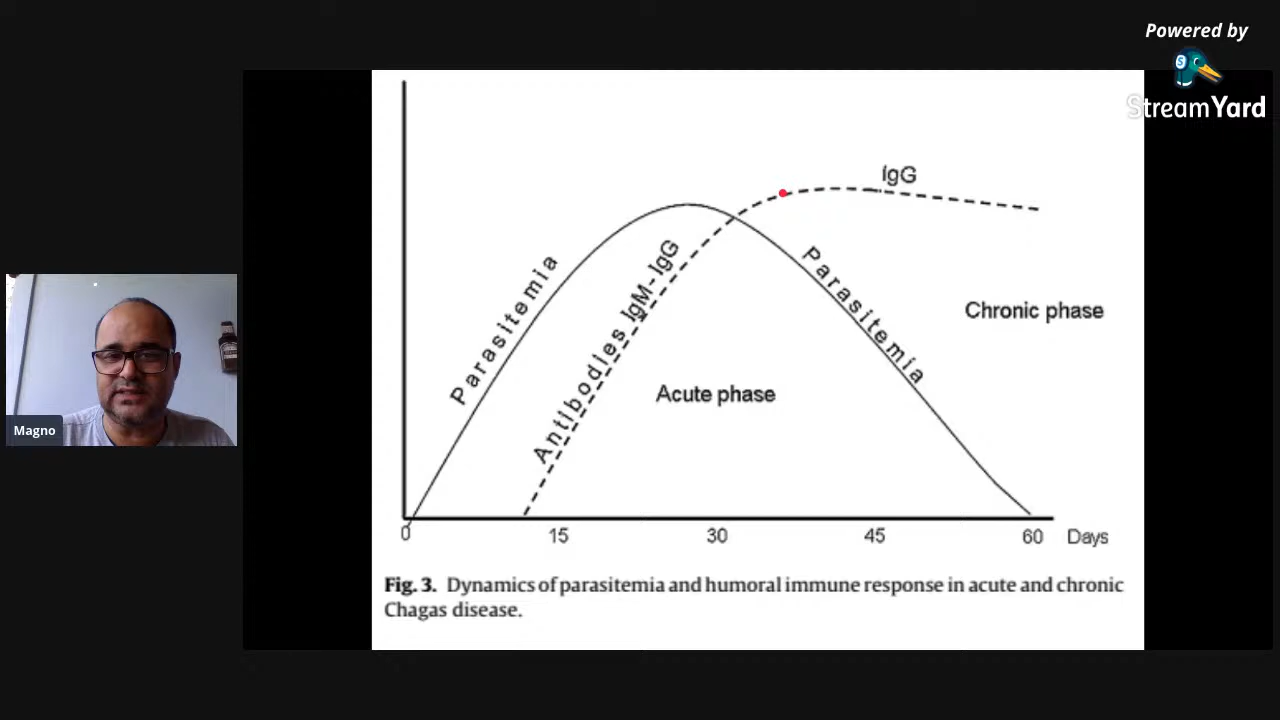 Powered by
StreamYard
IgG
Parasitemia
Antibodies IgM-IgG
Parasitemia
Chronic phase
Acute phase
Magno
0 15 30 45 60 Days
Fig. 3. Dynamics of parasitemia and humoral immune response in acute and chronic
Chagas disease.